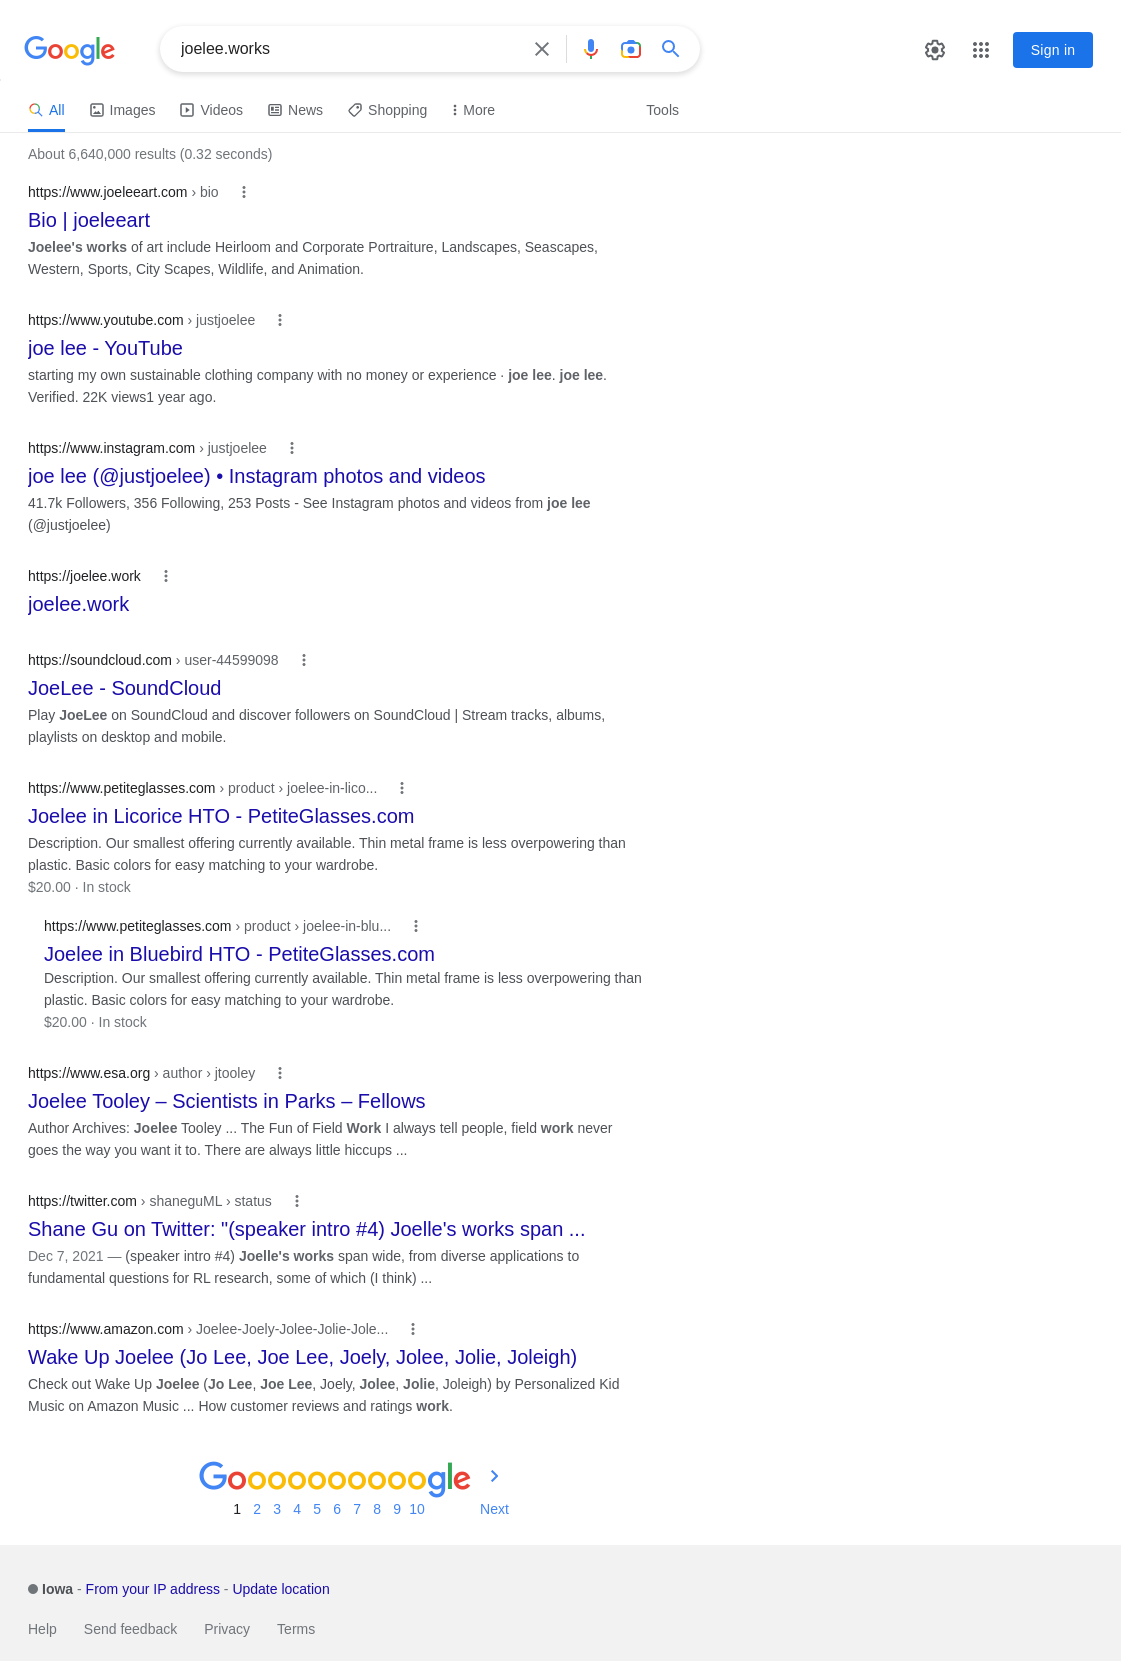 Google
joelee.works
Sign in
All
Images
Videos
News
Shopping
More
Tools
About 6,640,000 results (0.32 seconds)
https://www.joeleeart.com › bio
Bio | joeleeart
Joelee's works of art include Heirloom and Corporate Portraiture, Landscapes, Seascapes,
Western, Sports, City Scapes, Wildlife, and Animation.
https://www.youtube.com › justjoelee
joe lee - YouTube
starting my own sustainable clothing company with no money or experience · joe lee. joe lee.
Verified. 22K views1 year ago.
https://www.instagram.com › justjoelee
joe lee (@justjoelee) • Instagram photos and videos
41.7k Followers, 356 Following, 253 Posts - See Instagram photos and videos from joe lee
(@justjoelee)
https://joelee.work
joelee.work
https://soundcloud.com › user-44599098
JoeLee - SoundCloud
Play JoeLee on SoundCloud and discover followers on SoundCloud | Stream tracks, albums,
playlists on desktop and mobile.
https://www.petiteglasses.com › product › joelee-in-lico...
Joelee in Licorice HTO - PetiteGlasses.com
Description. Our smallest offering currently available. Thin metal frame is less overpowering than
plastic. Basic colors for easy matching to your wardrobe.
$20.00 · In stock
https://www.petiteglasses.com › product › joelee-in-blu...
Joelee in Bluebird HTO - PetiteGlasses.com
Description. Our smallest offering currently available. Thin metal frame is less overpowering than
plastic. Basic colors for easy matching to your wardrobe.
$20.00 · In stock
https://www.esa.org › author › jtooley
Joelee Tooley – Scientists in Parks – Fellows
Author Archives: Joelee Tooley ... The Fun of Field Work I always tell people, field work never
goes the way you want it to. There are always little hiccups ...
https://twitter.com › shaneguML › status
Shane Gu on Twitter: "(speaker intro #4) Joelle's works span ...
Dec 7, 2021 — (speaker intro #4) Joelle's works span wide, from diverse applications to
fundamental questions for RL research, some of which (I think) ...
https://www.amazon.com › Joelee-Joely-Jolee-Jolie-Jole...
Wake Up Joelee (Jo Lee, Joe Lee, Joely, Jolee, Jolie, Joleigh)
Check out Wake Up Joelee (Jo Lee, Joe Lee, Joely, Jolee, Jolie, Joleigh) by Personalized Kid
Music on Amazon Music ... How customer reviews and ratings work.
Goooooooooogle
1 2 3 4 5 6 7 8 9 10 Next
Iowa - From your IP address - Update location
Help Send feedback Privacy Terms